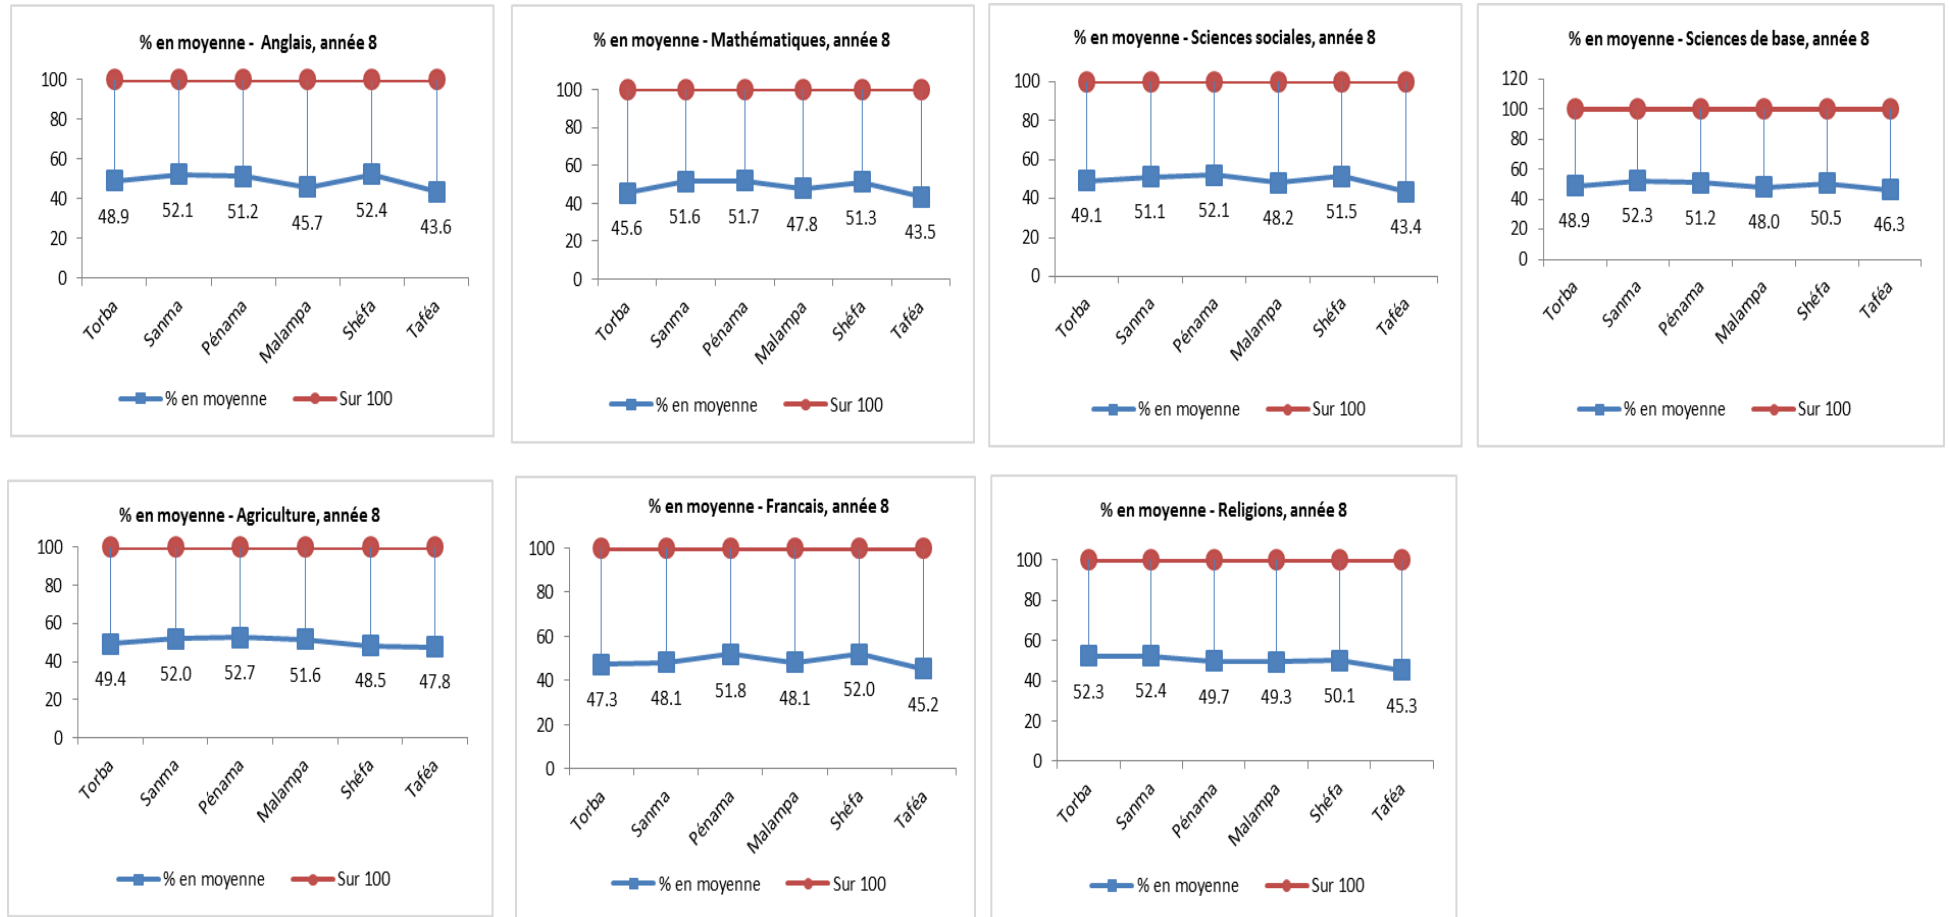 % en moyenne - Anglais, année 8
100
80
60
40
20
0
48.9 52.1 51.2 45.7 52.4 43.6
Torba Sanma Pénama Malampa Shéfa Taféa
% en moyenne Sur 100
% en moyenne - Mathématiques, année 8
100
80
60
40
20
0
45.6 51.6 51.7 47.8 51.3 43.5
Torba Sanma Pénama Malampa Shéfa Taféa
% en moyenne Sur 100
% en moyenne - Sciences sociales, année 8
100
80
60
40
20
0
49.1 51.1 52.1 48.2 51.5 43.4
Torba Sanma Pénama Malampa Shéfa Taféa
% en moyenne Sur 100
% en moyenne - Sciences de base, année 8
120
100
80
60
40
20
0
48.9 52.3 51.2 48.0 50.5 46.3
Torba Sanma Pénama Malampa Shéfa Taféa
% en moyenne Sur 100
% en moyenne - Agriculture, année 8
100
80
60
40
20
0
49.4 52.0 52.7 51.6 48.5 47.8
Torba Sanma Pénama Malampa Shéfa Taféa
% en moyenne Sur 100
% en moyenne - Francais, année 8
100
80
60
40
20
0
47.3 48.1 51.8 48.1 52.0 45.2
Torba Sanma Pénama Malampa Shéfa Taféa
% en moyenne Sur 100
% en moyenne - Religions, année 8
100
80
60
40
20
0
52.3 52.4 49.7 49.3 50.1 45.3
Torba Sanma Pénama Malampa Shéfa Taféa
% en moyenne Sur 100